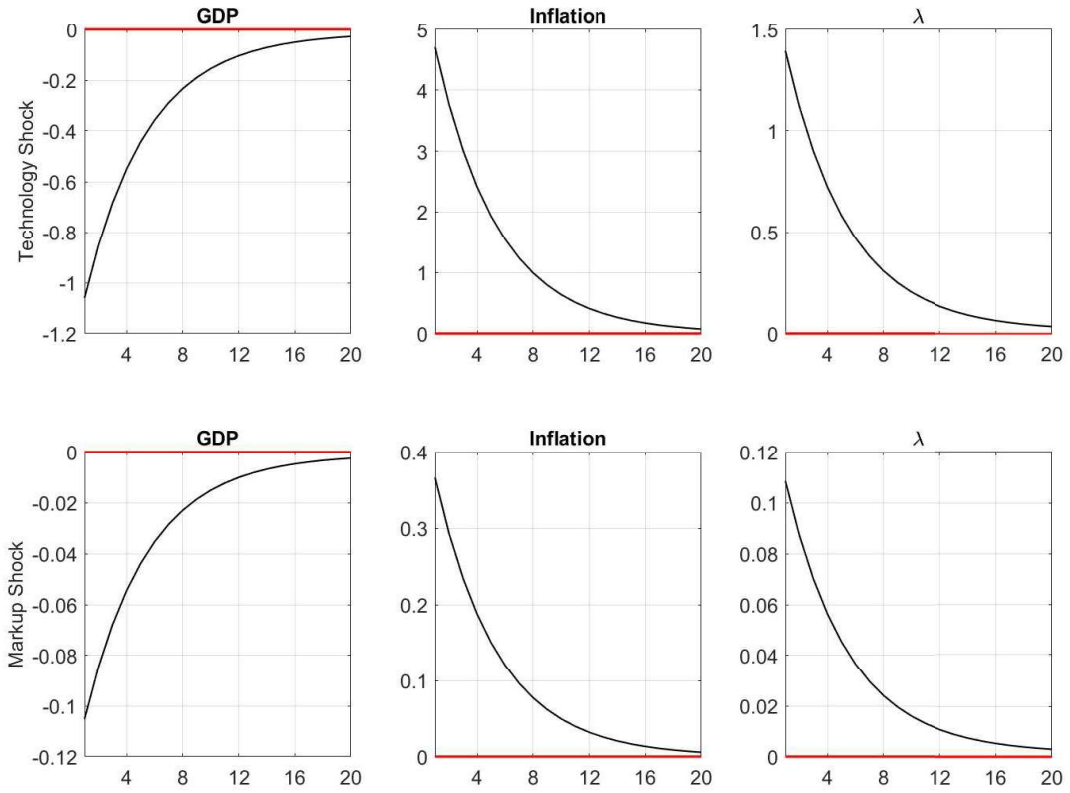 GDP
Inflation
λ
Technology Shock
0
-0.2
-0.4
-0.6
-0.8
-1
-1.2
4 8 12 16 20
5
4
3
2
1
0
4 8 12 16 20
1.5
1
0.5
0
4 8 12 16 20
GDP
Inflation
λ
Markup Shock
0
-0.02
-0.04
-0.06
-0.08
-0.1
-0.12
4 8 12 16 20
0.4
0.3
0.2
0.1
0
4 8 12 16 20
0.12
0.1
0.08
0.06
0.04
0.02
0
4 8 12 16 20